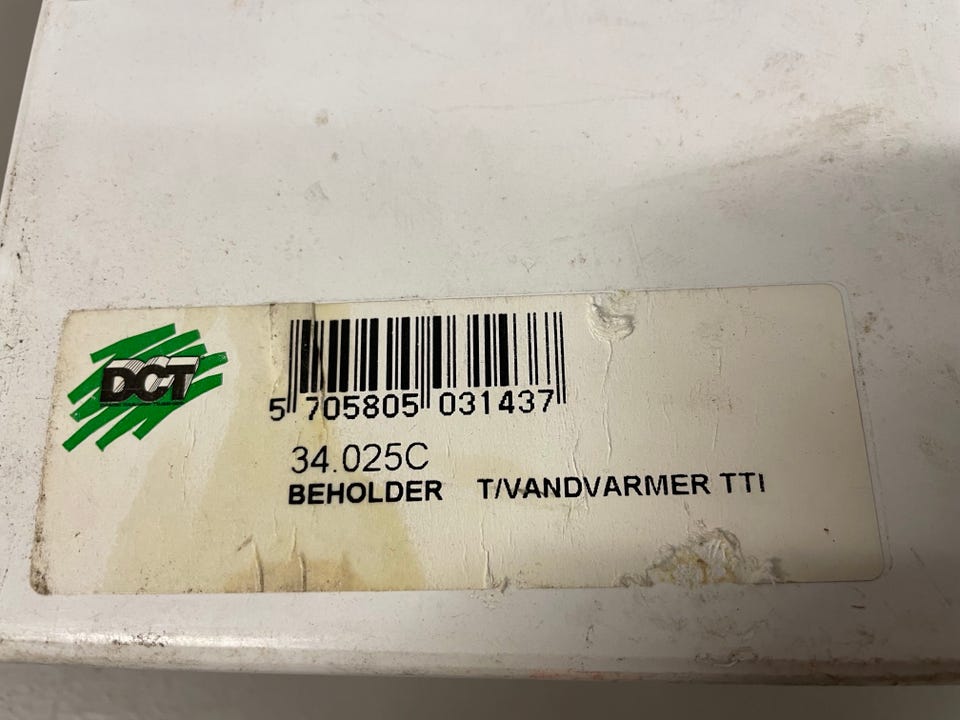 DCT
5 705805 031437
34.025C
BEHOLDER T/VANDVARMER TTI